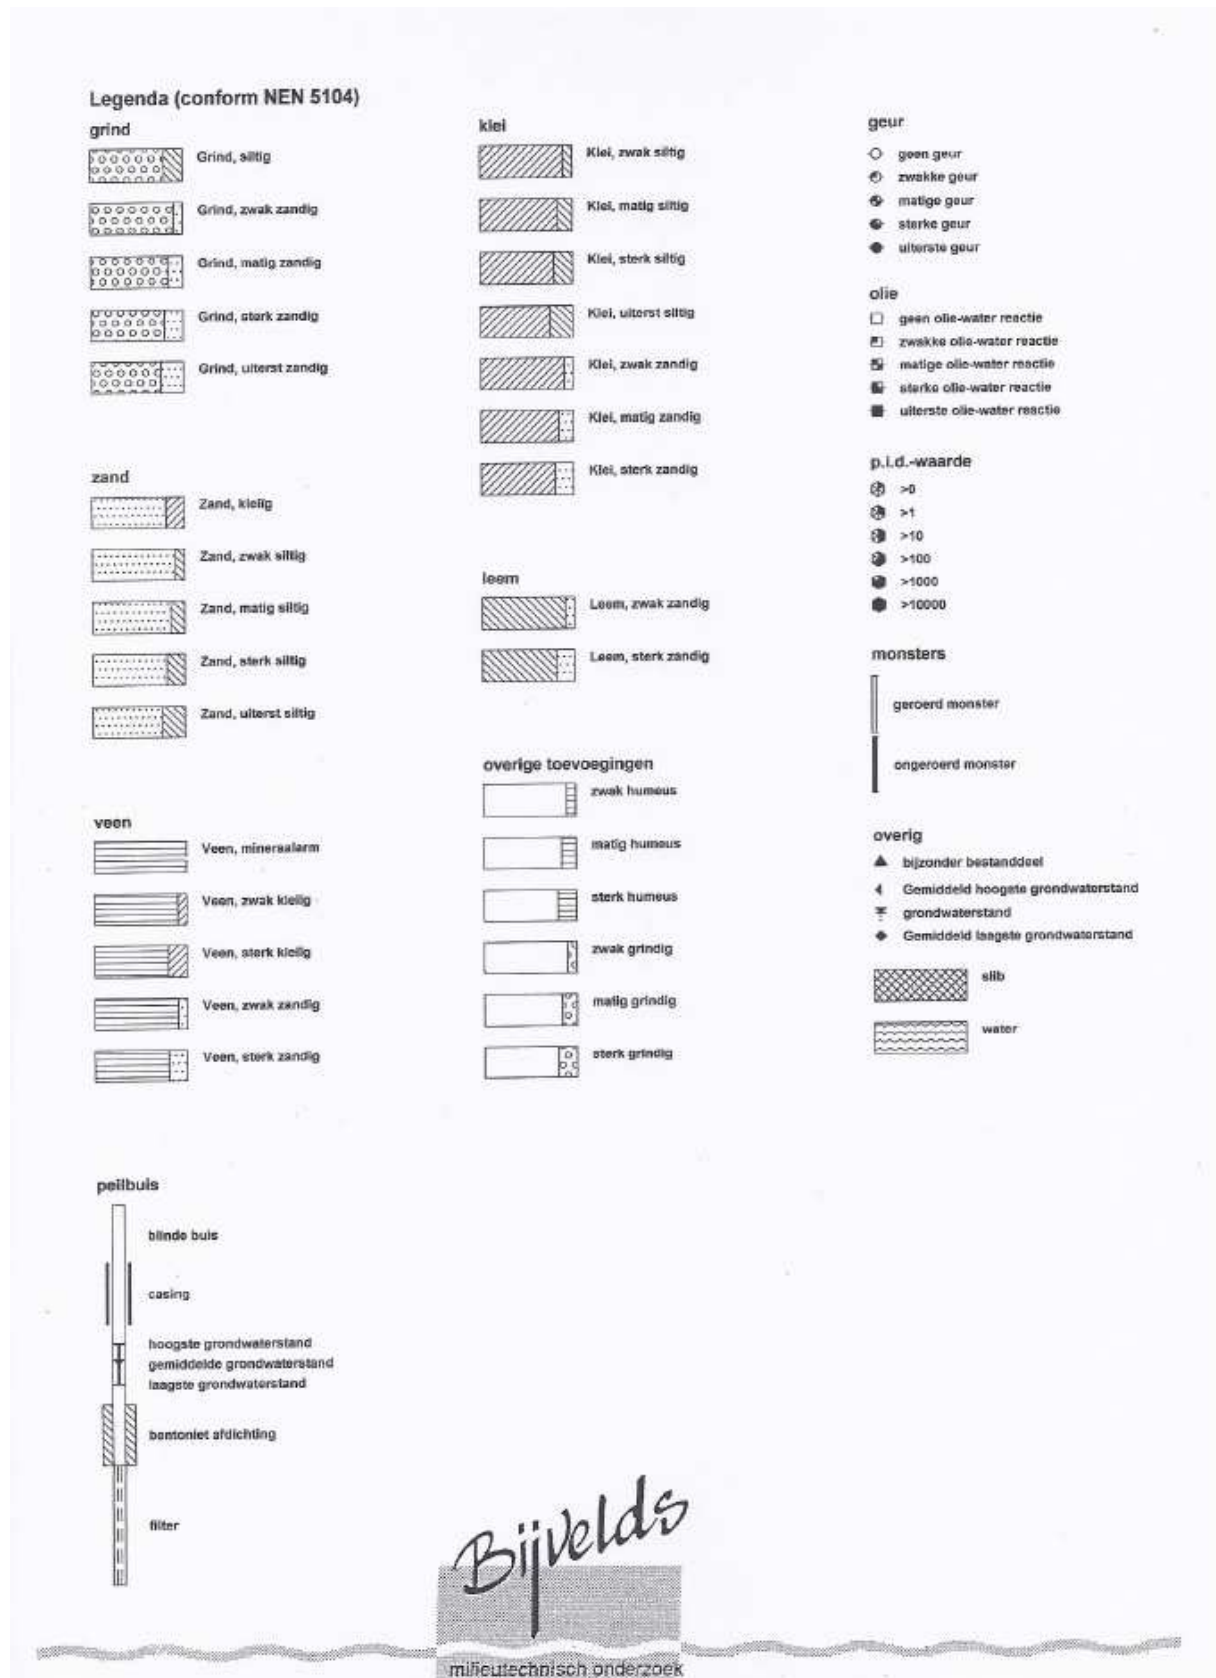 Legenda (conform NEN 5104)
grind
Grind, siltig
Grind, zwak zandig
Grind, matig zandig
Grind, sterk zandig
Grind, uiterst zandig
zand
Zand, kleiig
Zand, zwak siltig
Zand, matig siltig
Zand, sterk siltig
Zand, uiterst siltig
veen
Veen, mineraalarm
Veen, zwak kleiig
Veen, sterk kleiig
Veen, zwak zandig
Veen, sterk zandig
klei
Klei, zwak siltig
Klei, matig siltig
Klei, sterk siltig
Klei, uiterst siltig
Klei, zwak zandig
Klei, matig zandig
Klei, sterk zandig
leem
Leem, zwak zandig
Leem, sterk zandig
overige toevoegingen
zwak humeus
matig humeus
sterk humeus
zwak grindig
matig grindig
sterk grindig
geur
geen geur
zwakke geur
matige geur
sterke geur
uiterste geur
olie
geen olie-water reactie
zwakke olie-water reactie
matige olie-water reactie
sterke olie-water reactie
uiterste olie-water reactie
p.i.d.-waarde
>0
>1
>10
>100
>1000
>10000
monsters
geroerd monster
ongeroerd monster
overig
bijzonder bestanddeel
Gemiddeld hoogste grondwaterstand
grondwaterstand
Gemiddeld laagste grondwaterstand
slib
water
peilbuis
blinde buis
casing
hoogste grondwaterstand
gemiddelde grondwaterstand
laagste grondwaterstand
bentoniet afdichting
filter
Bijvelds
milieutechnisch onderzoek